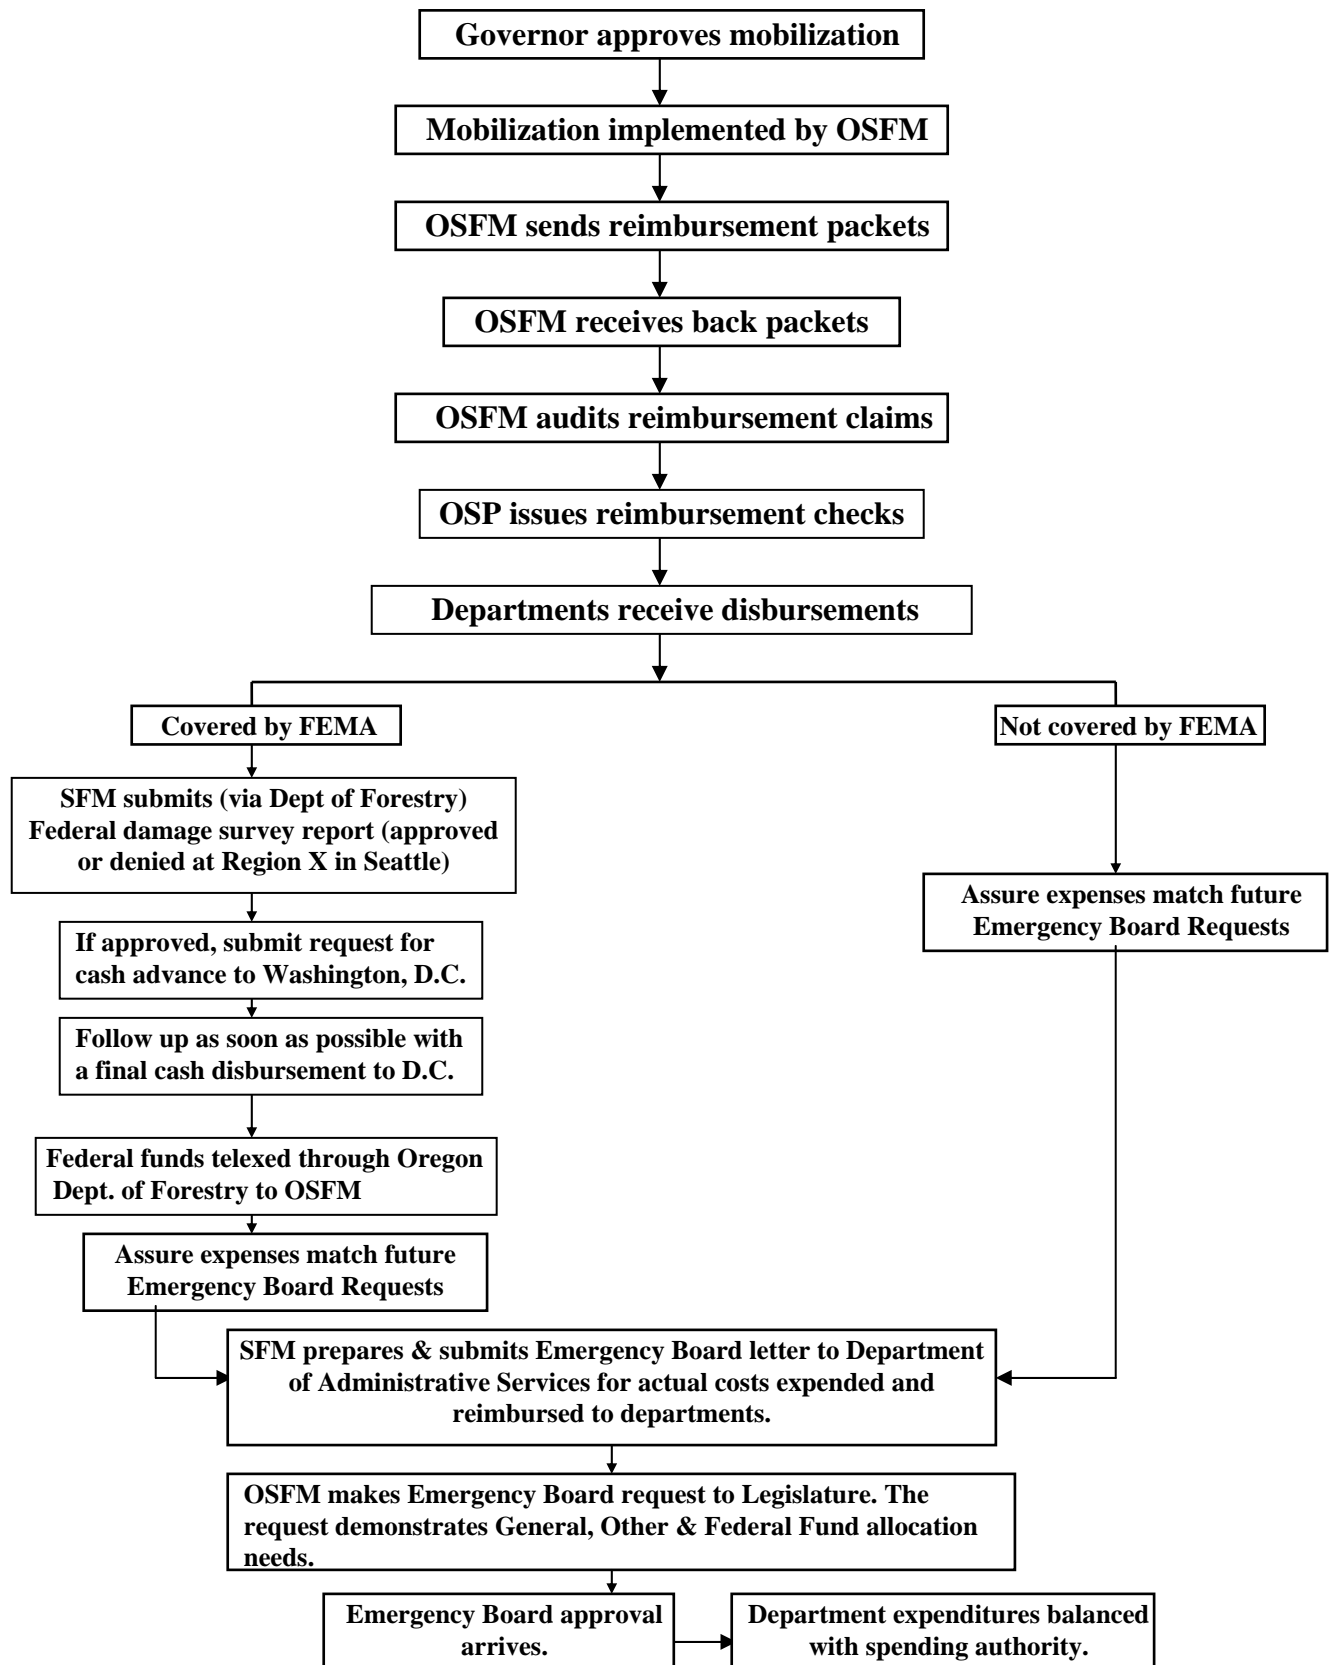 Governor approves mobilization
Mobilization implemented by OSFM
OSFM sends reimbursement packets
OSFM receives back packets
OSFM audits reimbursement claims
OSP issues reimbursement checks
Departments receive disbursements
Covered by FEMA
Not covered by FEMA
SFM submits (via Dept of Forestry)
Federal damage survey report (approved
or denied at Region X in Seattle)
Assure expenses match future
Emergency Board Requests
If approved, submit request for
cash advance to Washington, D.C.
Follow up as soon as possible with
a final cash disbursement to D.C.
Federal funds telexed through Oregon
Dept. of Forestry to OSFM
Assure expenses match future
Emergency Board Requests
SFM prepares & submits Emergency Board letter to Department
of Administrative Services for actual costs expended and
reimbursed to departments.
OSFM makes Emergency Board request to Legislature. The
request demonstrates General, Other & Federal Fund allocation
needs.
Emergency Board approval
arrives.
Department expenditures balanced
with spending authority.